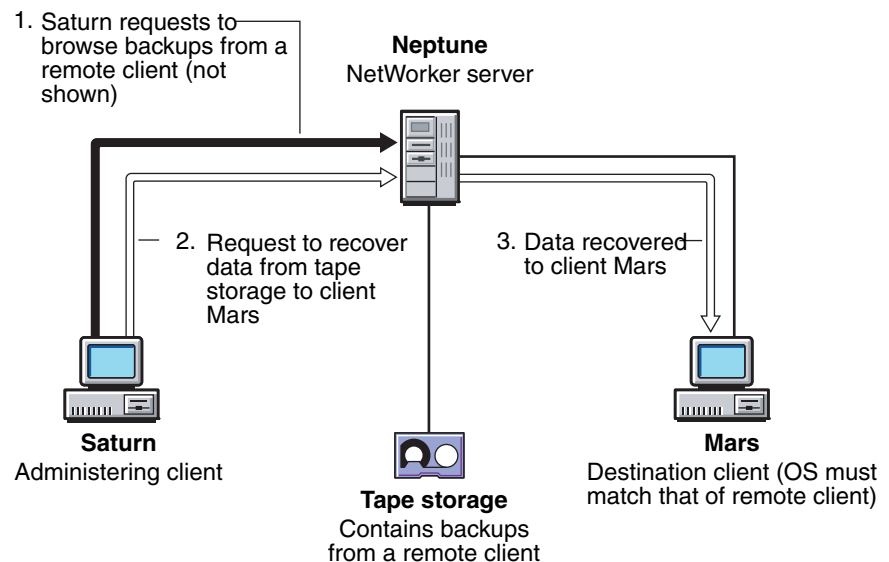 1. Saturn requests to
browse backups from a
remote client (not
shown)
Neptune
NetWorker server
2. Request to recover
data from tape
storage to client
Mars
3. Data recovered
to client Mars
Saturn
Administering client
Tape storage
Contains backups
from a remote client
Mars
Destination client (OS must
match that of remote client)